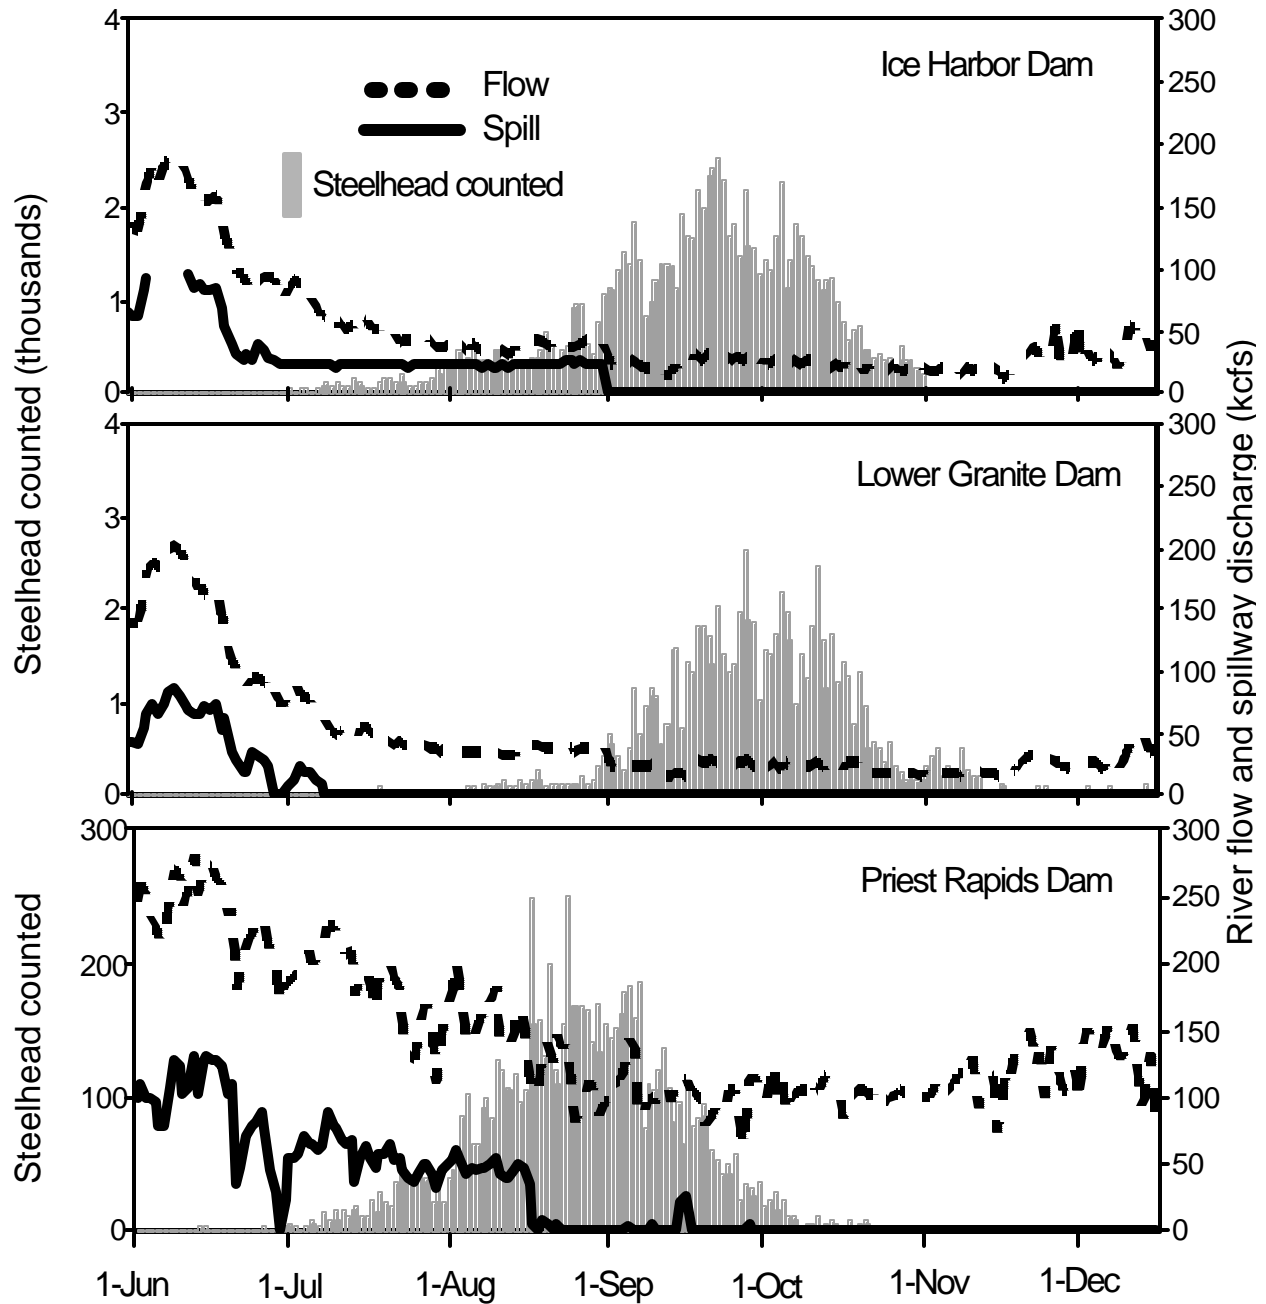 4
300
Ice Harbor Dam
250
Flow
3
Spill
200
Steelhead counted
2
150
100
1
50
0
0
4
300
Lower Granite Dam
250
3
200
2
150
100
1
50
0
0
Steelhead counted (thousands)
River flow and spillway discharge (kcfs)
300
300
Priest Rapids Dam
250
200
200
150
100
100
50
0
0
Steelhead counted
1-Jun
1-Jul
1-Aug
1-Sep
1-Oct
1-Nov
1-Dec